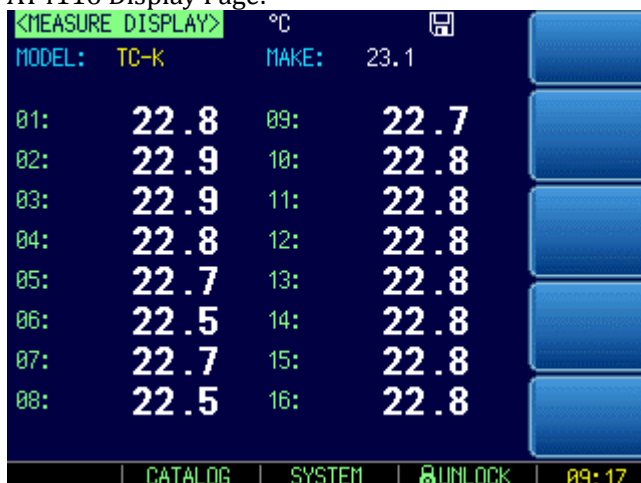 <MEASURE DISPLAY> °C
MODEL: TC-K MAKE: 23.1
01: 22.8 09: 22.7
02: 22.9 10: 22.8
03: 22.9 11: 22.8
04: 22.8 12: 22.8
05: 22.7 13: 22.8
06: 22.5 14: 22.8
07: 22.7 15: 22.8
08: 22.5 16: 22.8
| CATALOG | SYSTEM | UNLOCK | 09:17